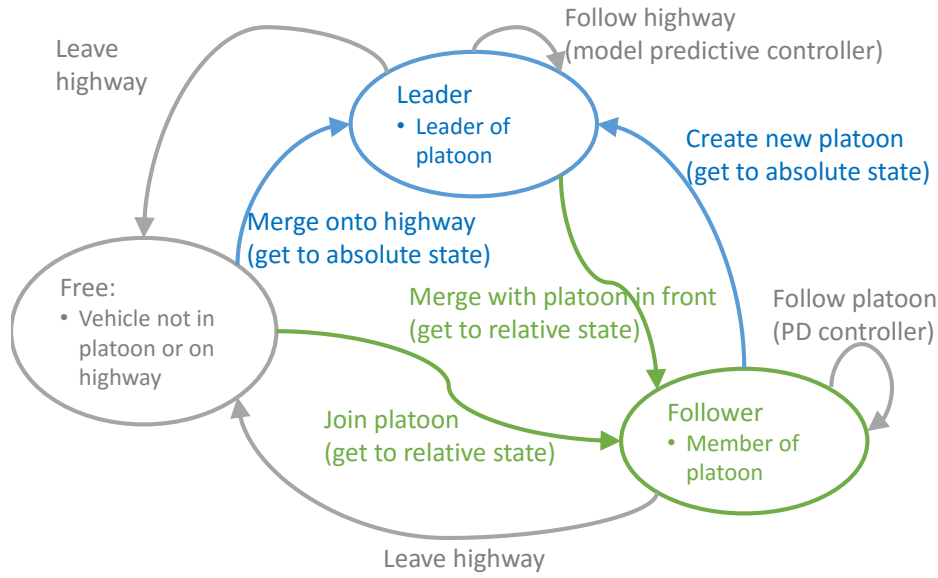 Follow highway
(model predictive controller)
Leave
highway
Leader
• Leader of
platoon
Create new platoon
(get to absolute state)
Merge onto highway
(get to absolute state)
Free:
• Vehicle not in
platoon or on
highway
Merge with platoon in front
(get to relative state)
Follow platoon
(PD controller)
Join platoon
(get to relative state)
Follower
• Member of
platoon
Leave highway